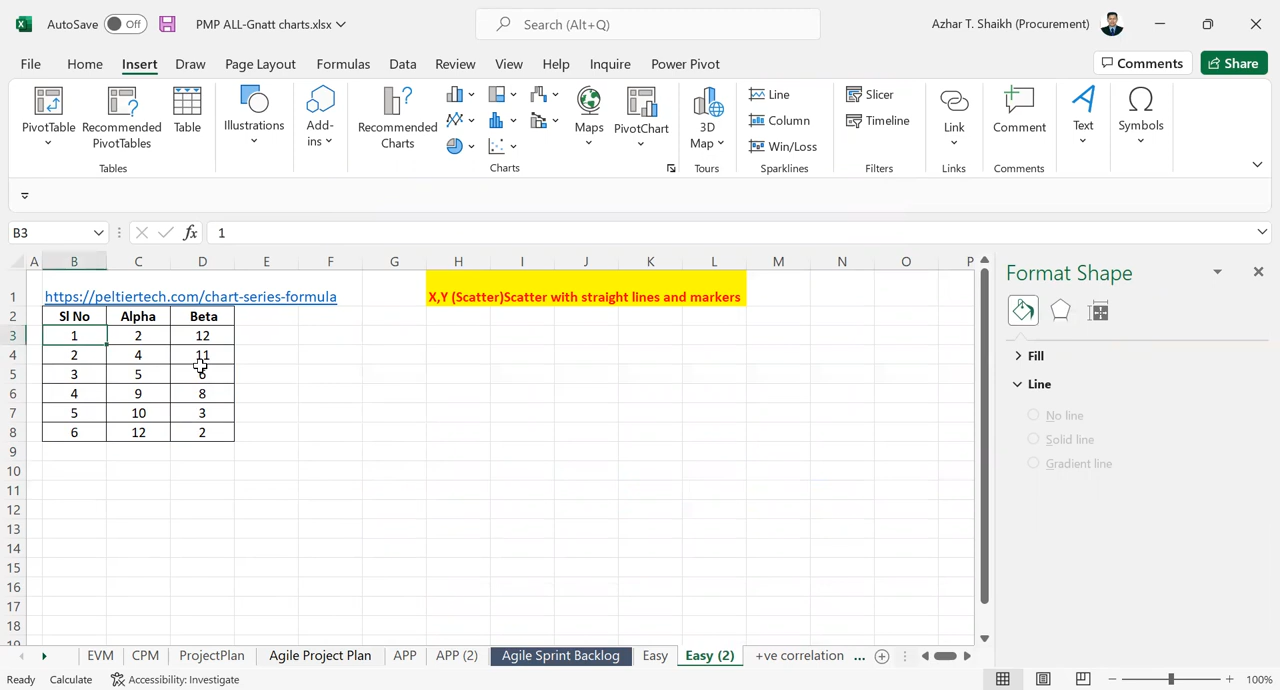 AutoSave Off PMP ALL-Gnatt charts.xlsx Search (Alt+Q) Azhar T. Shaikh (Procurement)
File Home Insert Draw Page Layout Formulas Data Review View Help Inquire Power Pivot Comments Share
PivotTable Recommended PivotTables Table Illustrations Add-ins Recommended Charts Maps PivotChart 3D Map Line Column Win/Loss Slicer Timeline Link Comment Text Symbols
Tables Charts Tours Sparklines Filters Links Comments
B3 fx 1
A B C D E F G H I J K L M N O P
1 https://peltiertech.com/chart-series-formula X,Y (Scatter)Scatter with straight lines and markers
2 Sl No Alpha Beta
3 1 2 12
4 2 4 11
5 3 5 6
6 4 9 8
7 5 10 3
8 6 12 2
9
10
11
12
13
14
15
16
17
18
19
Format Shape
Fill
Line
No line
Solid line
Gradient line
EVM CPM ProjectPlan Agile Project Plan APP APP (2) Agile Sprint Backlog Easy Easy (2) +ve correlation ...
Ready Calculate Accessibility: Investigate 100%